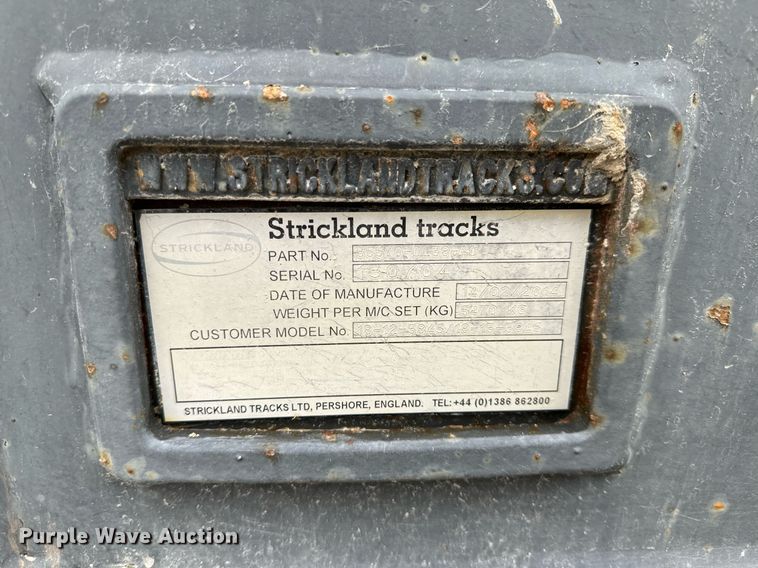 WWW.STRICKLANDTRACKS.COM
STRICKLAND
Strickland tracks
PART No.
SERIAL No.
DATE OF MANUFACTURE
WEIGHT PER M/C SET (KG)
CUSTOMER MODEL No.
STRICKLAND TRACKS LTD, PERSHORE, ENGLAND. TEL:+44 (0)1386 862800
Purple Wave Auction